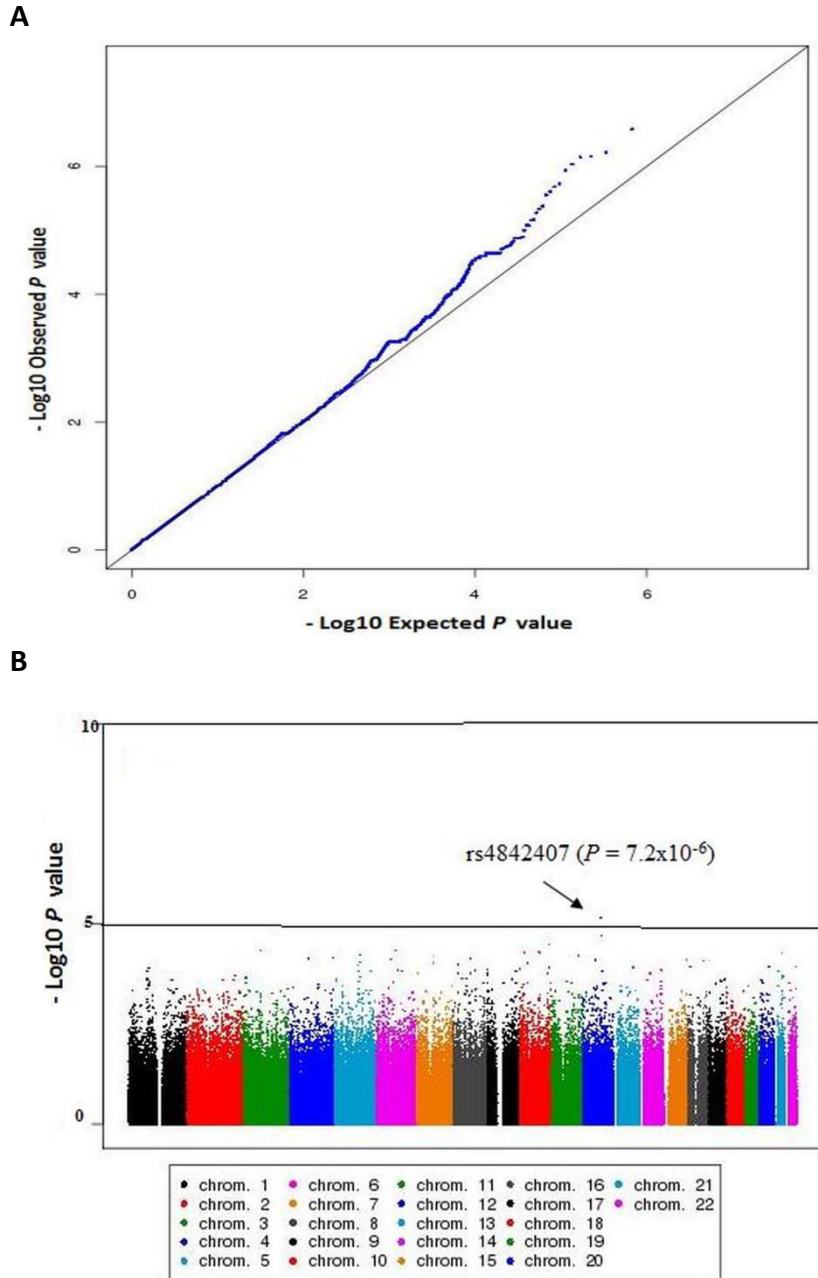 A
- Log10 Observed P value
6
4
2
0
0 2 4 6
- Log10 Expected P value
B
- Log10 P value
10
5
0
rs4842407 (P = 7.2x10-6)
chrom. 1 chrom. 6 chrom. 11 chrom. 16 chrom. 21
chrom. 2 chrom. 7 chrom. 12 chrom. 17 chrom. 22
chrom. 3 chrom. 8 chrom. 13 chrom. 18
chrom. 4 chrom. 9 chrom. 14 chrom. 19
chrom. 5 chrom. 10 chrom. 15 chrom. 20